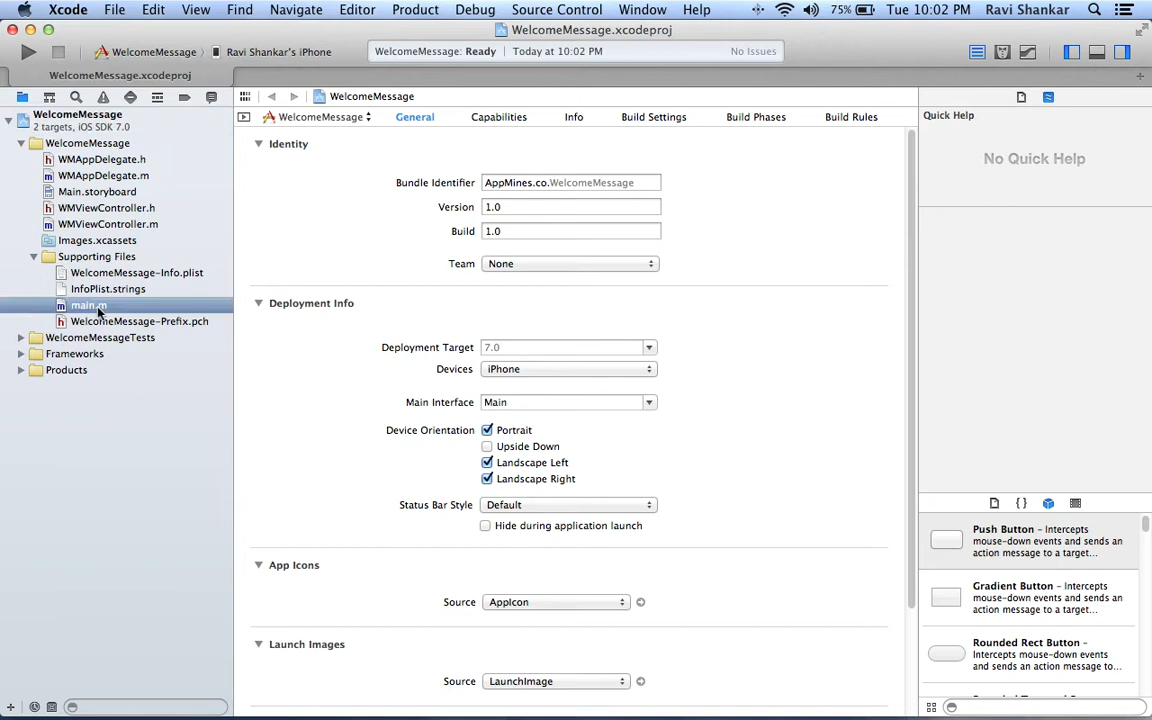 Xcode File Edit View Find Navigate Editor Product Debug Source Control Window Help 75% Tue 10:02 PM Ravi Shankar
WelcomeMessage.xcodeproj
WelcomeMessage Ravi Shankar's iPhone WelcomeMessage: Ready Today at 10:02 PM No Issues
WelcomeMessage.xcodeproj
WelcomeMessage
2 targets, iOS SDK 7.0
WelcomeMessage
WMAppDelegate.h
WMAppDelegate.m
Main.storyboard
WMViewController.h
WMViewController.m
Images.xcassets
Supporting Files
WelcomeMessage-Info.plist
InfoPlist.strings
main.m
WelcomeMessage-Prefix.pch
WelcomeMessageTests
Frameworks
Products
WelcomeMessage
WelcomeMessage General Capabilities Info Build Settings Build Phases Build Rules
Identity
Bundle Identifier AppMines.co.WelcomeMessage
Version 1.0
Build 1.0
Team None
Deployment Info
Deployment Target 7.0
Devices iPhone
Main Interface Main
Device Orientation Portrait
Upside Down
Landscape Left
Landscape Right
Status Bar Style Default
Hide during application launch
App Icons
Source AppIcon
Launch Images
Source LaunchImage
Quick Help
No Quick Help
Push Button - Intercepts
mouse-down events and sends an
action message to a target...
Gradient Button - Intercepts
mouse-down events and sends an
action message to a target...
Rounded Rect Button -
Intercepts mouse-down events
and sends an action message to...